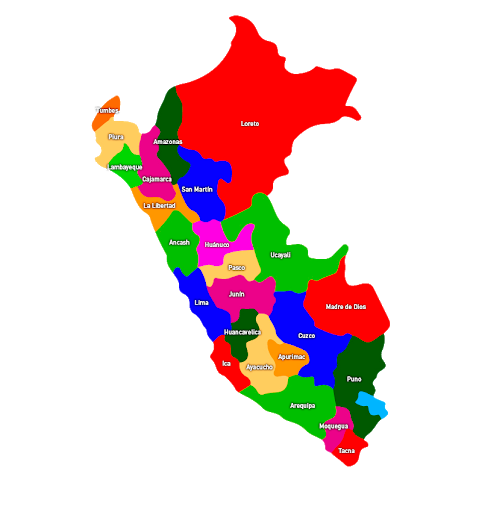 Loreto
Tumbes
Piura
Amazonas
Lambayeque
Cajamarca
San Martín
La Libertad
Ancash
Huánuco
Ucayali
Pasco
Junín
Lima
Madre de Dios
Huancavelica
Cuzco
Ica
Apurímac
Ayacucho
Puno
Arequipa
Moquegua
Tacna